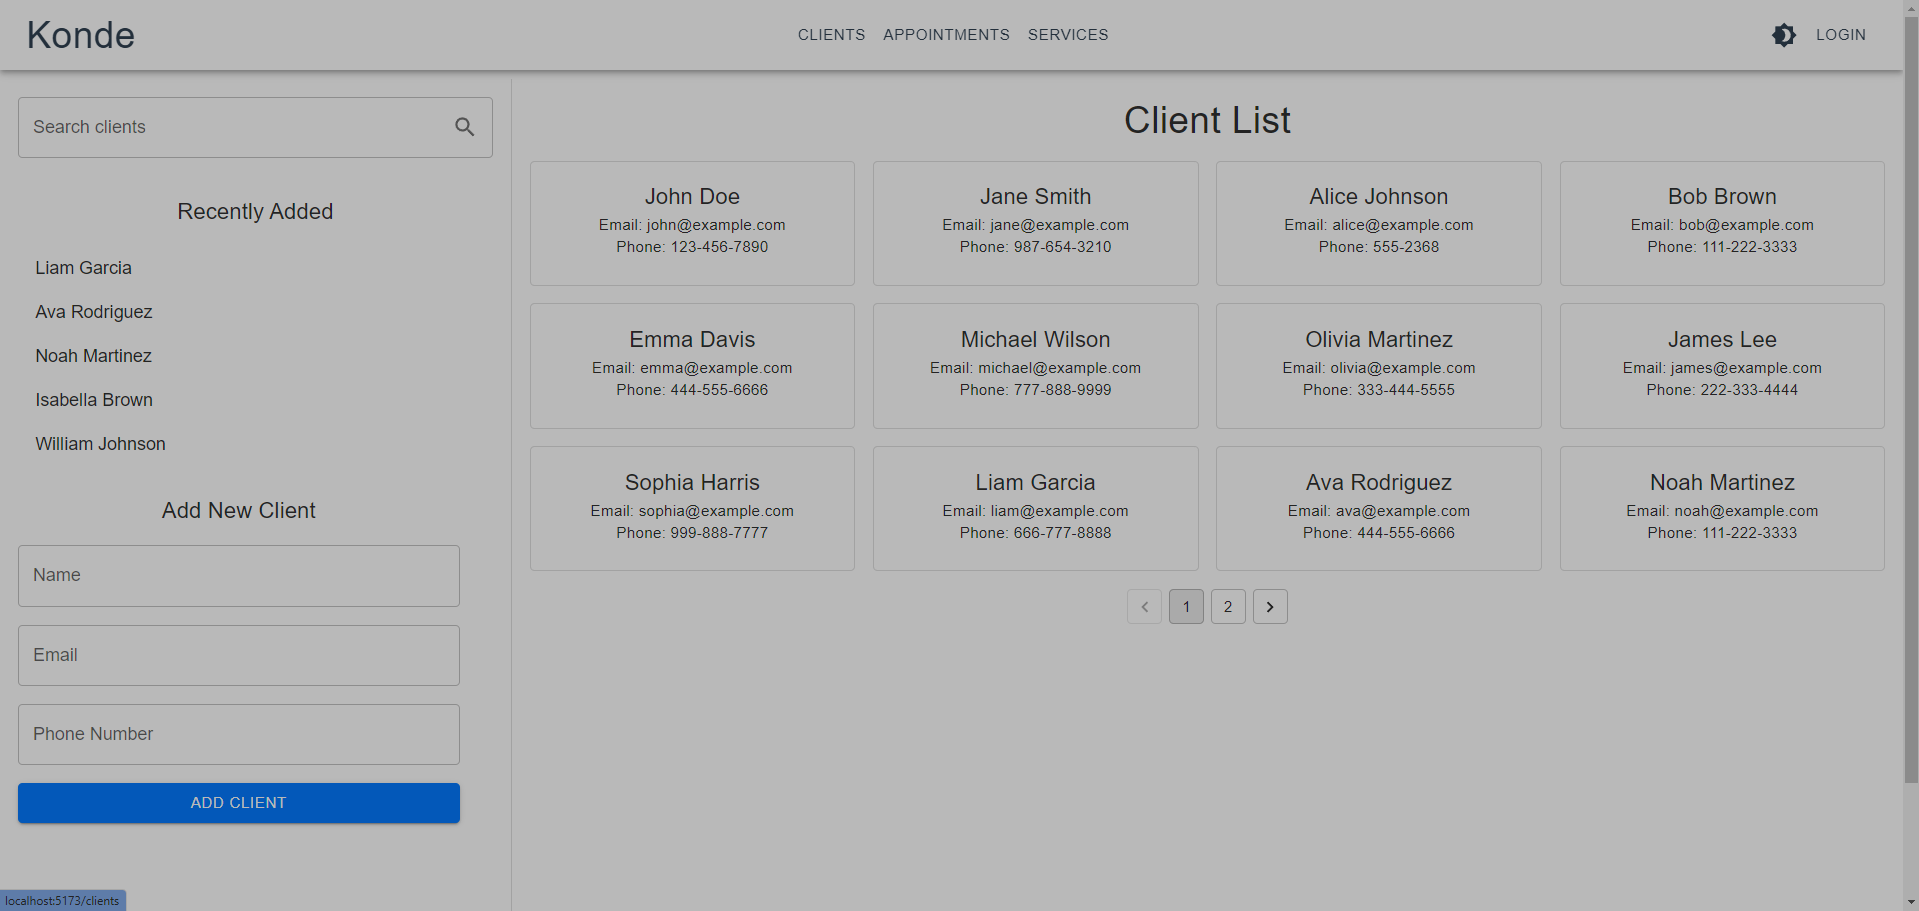 Konde
CLIENTS APPOINTMENTS SERVICES
LOGIN
Search clients
Recently Added
Liam Garcia
Ava Rodriguez
Noah Martinez
Isabella Brown
William Johnson
Add New Client
Name
Email
Phone Number
ADD CLIENT
Client List
John Doe
Email: john@example.com
Phone: 123-456-7890
Jane Smith
Email: jane@example.com
Phone: 987-654-3210
Alice Johnson
Email: alice@example.com
Phone: 555-2368
Bob Brown
Email: bob@example.com
Phone: 111-222-3333
Emma Davis
Email: emma@example.com
Phone: 444-555-6666
Michael Wilson
Email: michael@example.com
Phone: 777-888-9999
Olivia Martinez
Email: olivia@example.com
Phone: 333-444-5555
James Lee
Email: james@example.com
Phone: 222-333-4444
Sophia Harris
Email: sophia@example.com
Phone: 999-888-7777
Liam Garcia
Email: liam@example.com
Phone: 666-777-8888
Ava Rodriguez
Email: ava@example.com
Phone: 444-555-6666
Noah Martinez
Email: noah@example.com
Phone: 111-222-3333
1 2
localhost:5173/clients